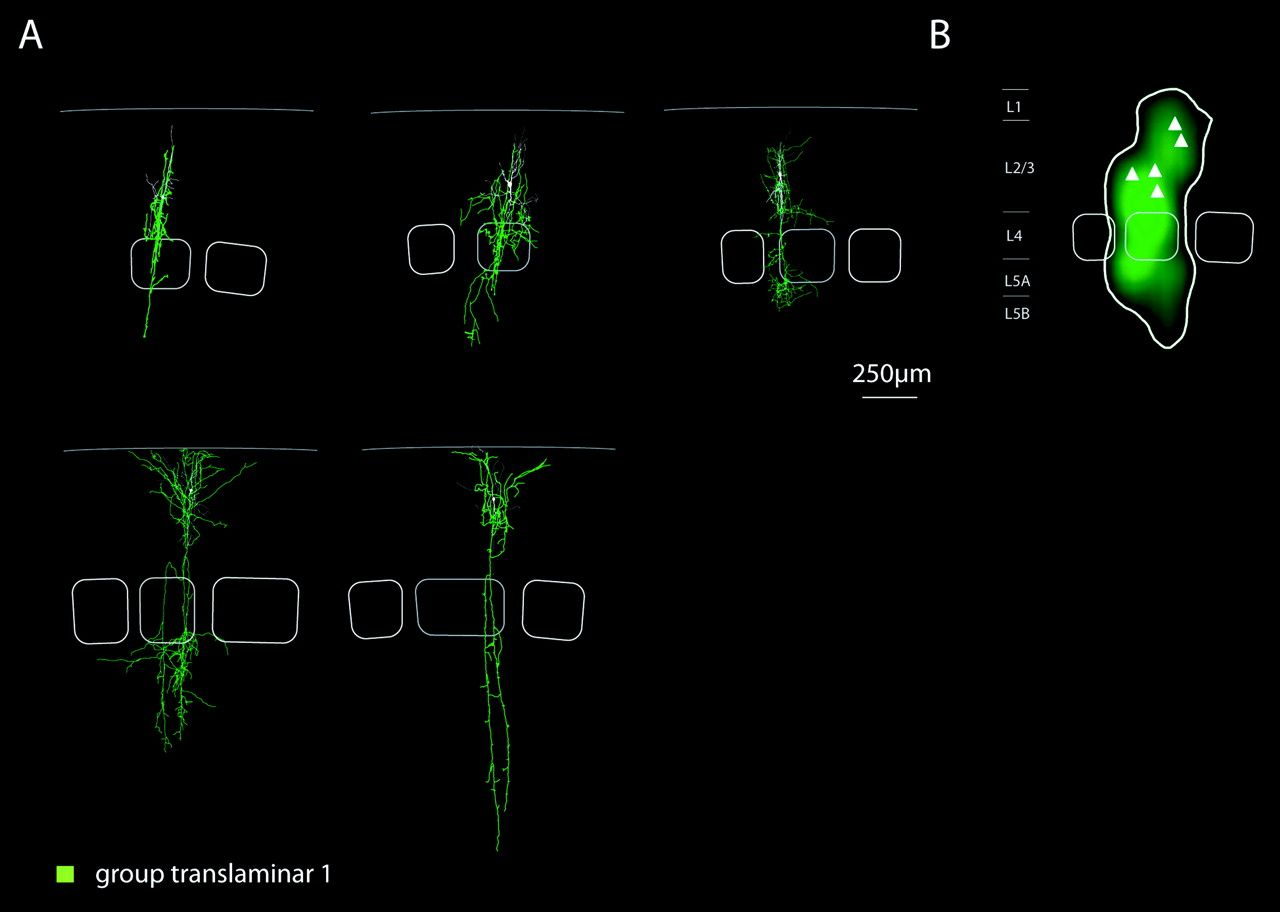 A
B
L1
L2/3
L4
L5A
L5B
250µm
group translaminar 1